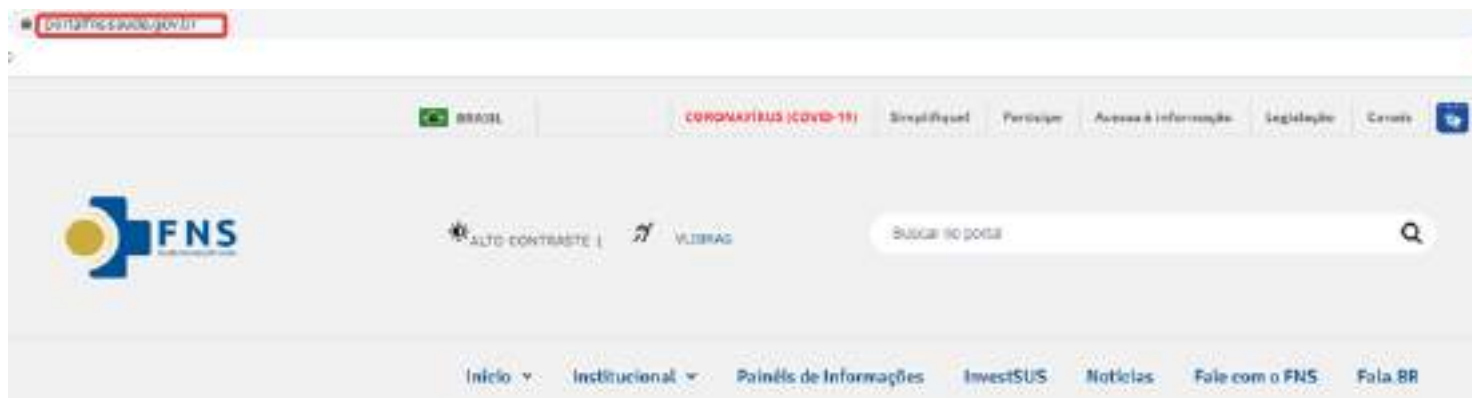 portalfns.saude.gov.br
BRASIL CORONAVÍRUS (COVID-19) Simplifique! Participe Acesso à informação Legislação Canais
FNS
ALTO CONTRASTE | VLIBRAS Buscar no portal
Início Institucional Painéis de Informações InvestSUS Notícias Fale com o FNS Fala.BR